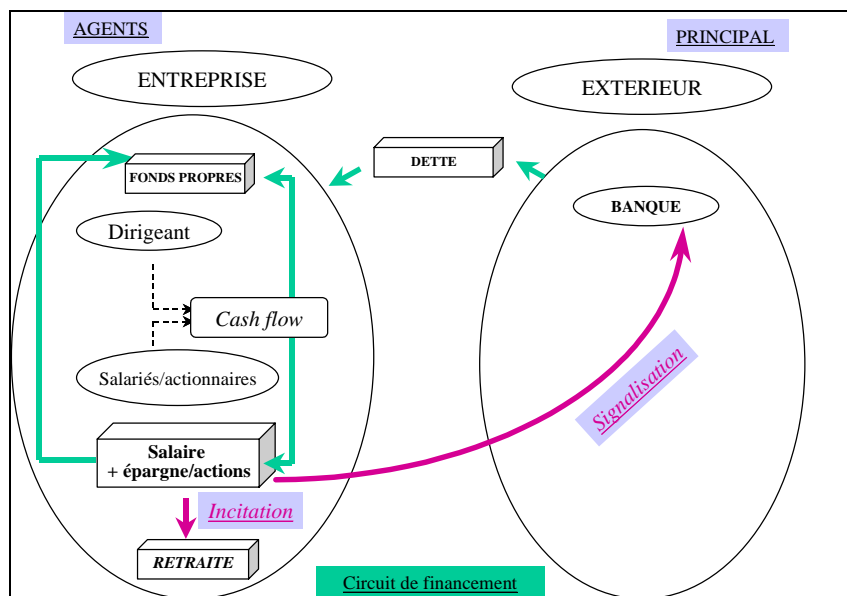 AGENTS
PRINCIPAL
ENTREPRISE
EXTERIEUR
FONDS PROPRES
DETTE
BANQUE
Dirigeant
Cash flow
Salariés/actionnaires
Signalisation
Salaire
+ épargne/actions
Incitation
RETRAITE
Circuit de financement